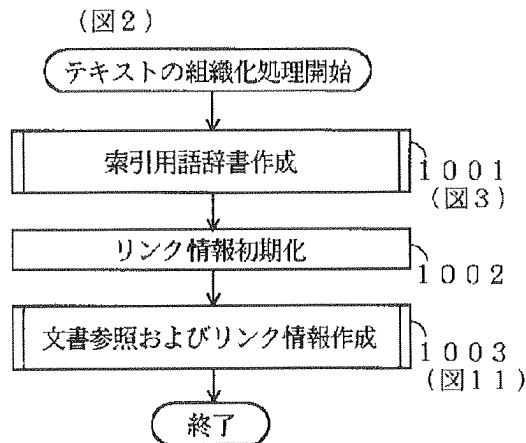 (図2)
テキストの組織化処理開始
索引用語辞書作成
1001
(図3)
リンク情報初期化
1002
文書参照およびリンク情報作成
1003
(図11)
終了